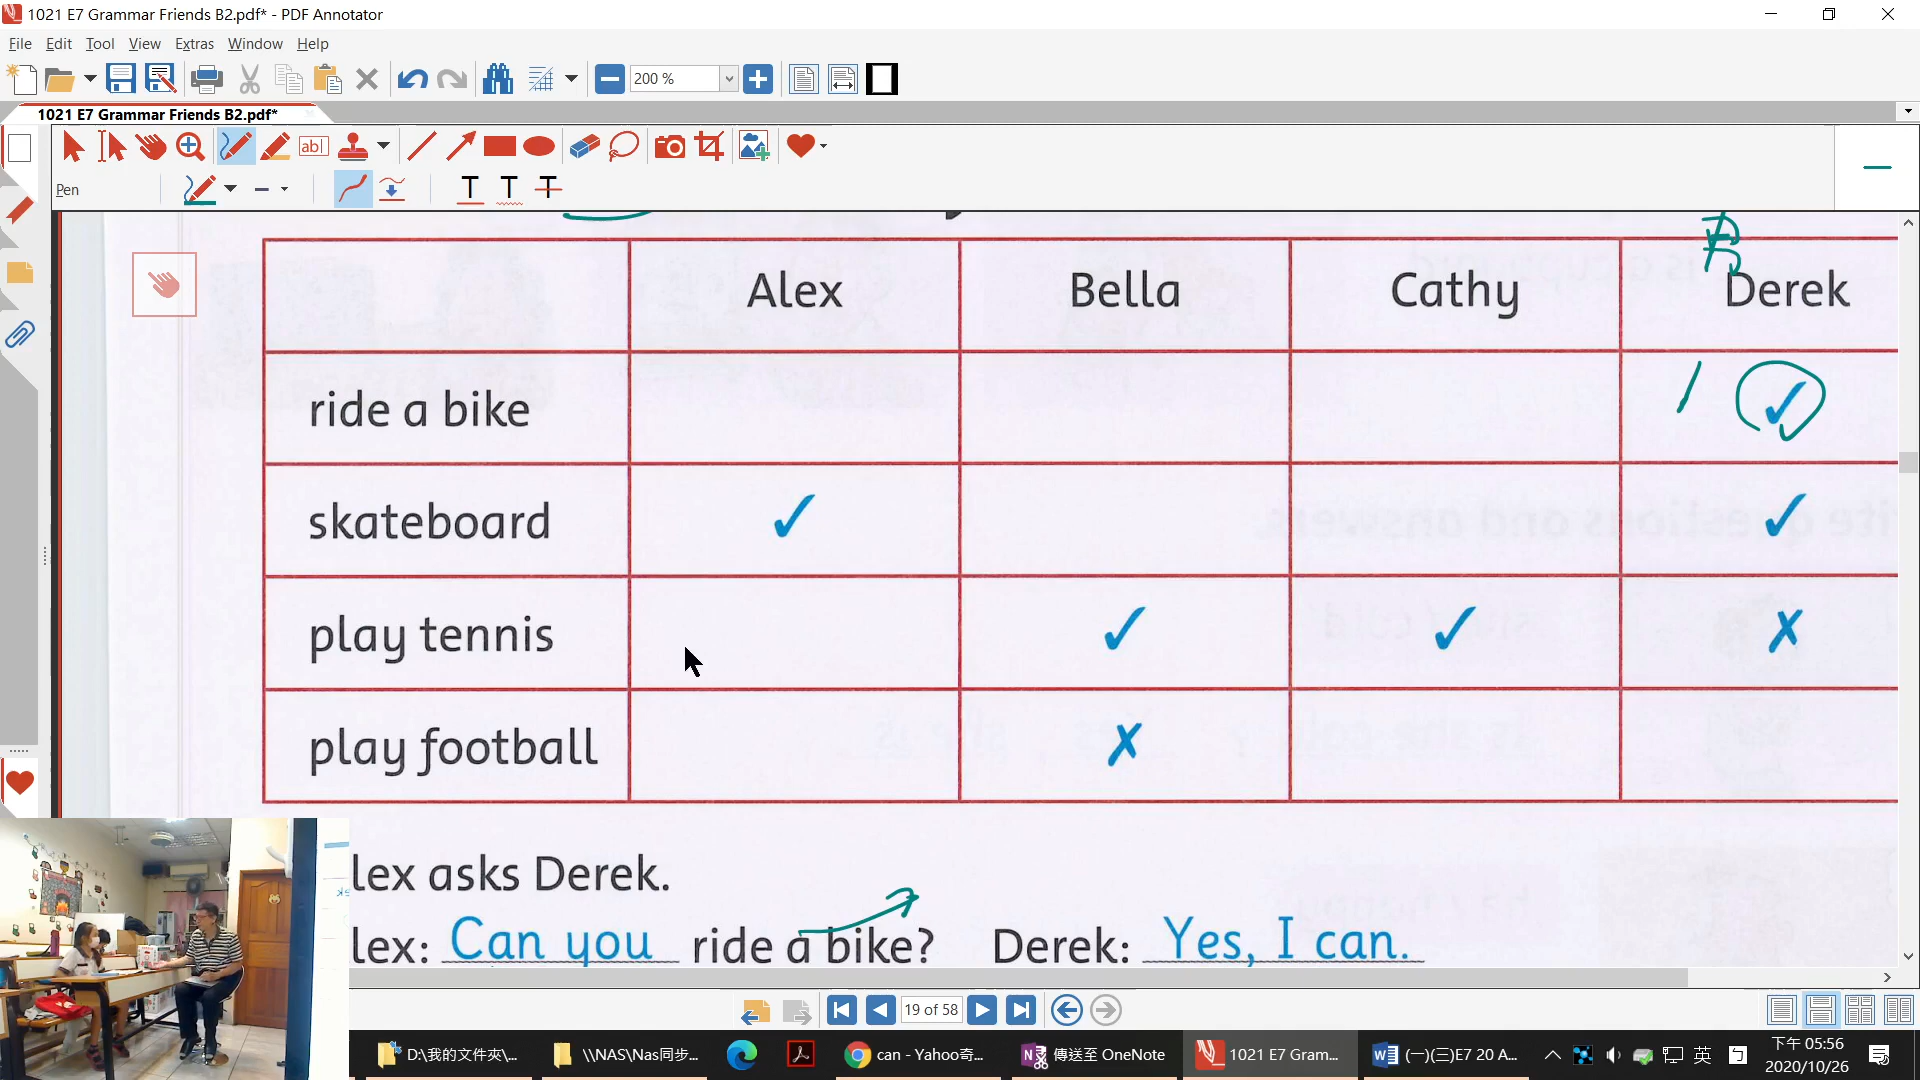 1021 E7 Grammar Friends B2.pdf* - PDF Annotator
File Edit Tool View Extras Window Help
200 %
1021 E7 Grammar Friends B2.pdf*
ab|
Pen
T T T
Alex Bella Cathy Derek
ride a bike
skateboard
play tennis
play football
lex asks Derek.
lex: Can you ride a bike? Derek: Yes, I can.
19 of 58
D:\我的文件夾\...
\\NAS\Nas同步...
can - Yahoo奇...
傳送至 OneNote
1021 E7 Gram...
(一)(三)E7 20 A...
英
下午 05:56
2020/10/26